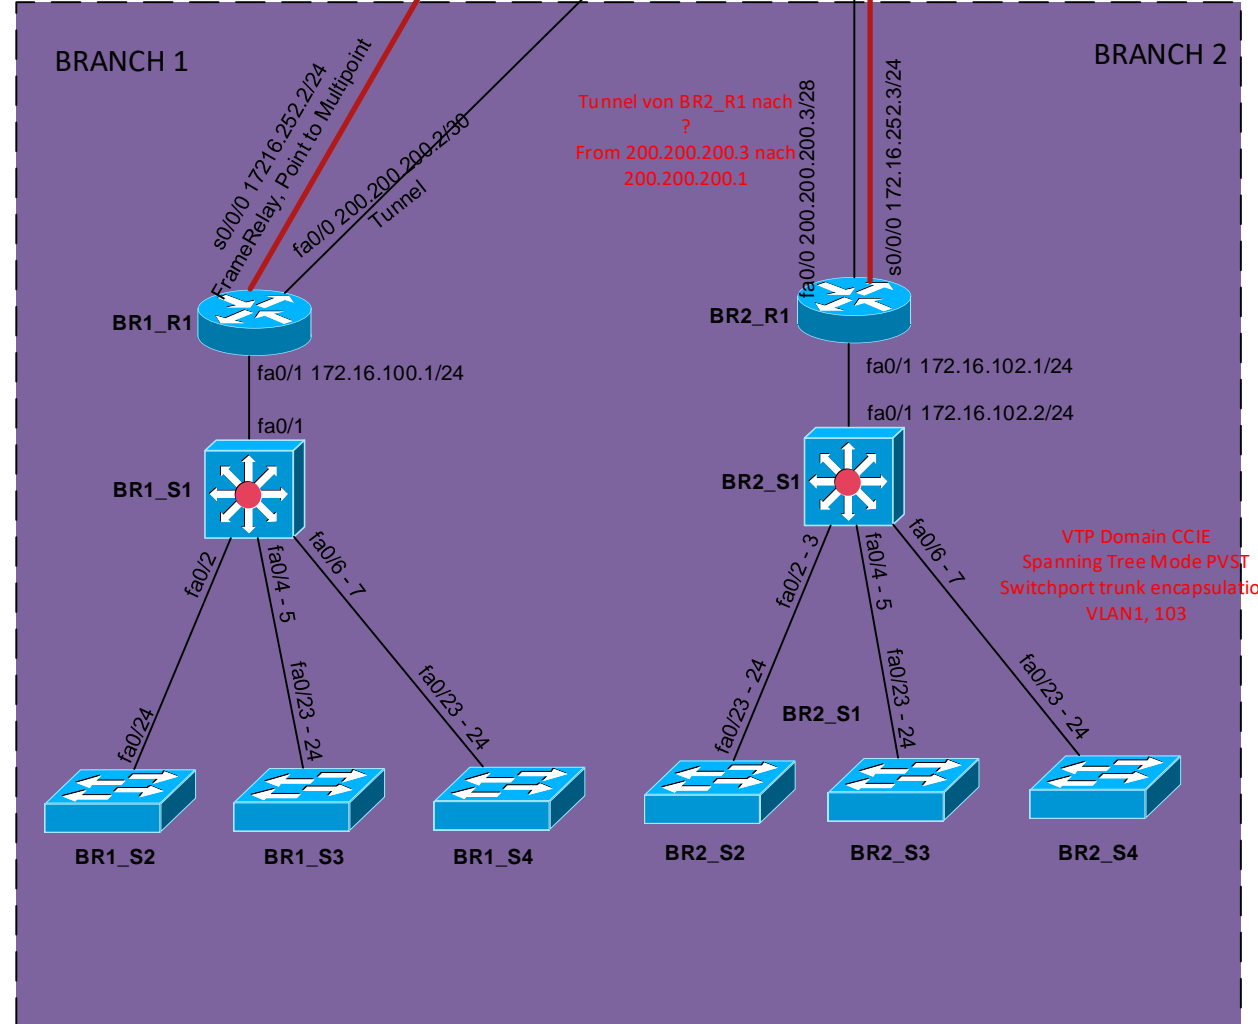 BRANCH 1
BRANCH 2
s0/0/0 17216.252.2/24
FrameRelay, Point to Multipoint
fa0/0 200.200.200.2/30
Tunnel
Tunnel von BR2_R1 nach
?
From 200.200.200.3 nach
200.200.200.1
fa0/0 200.200.200.3/28
s0/0/0 172.16.252.3/24
BR1_R1
BR2_R1
fa0/1 172.16.100.1/24
fa0/1 172.16.102.1/24
fa0/1
fa0/1 172.16.102.2/24
BR1_S1
BR2_S1
fa0/2
fa0/4 - 5
fa0/6 - 7
fa0/2 - 3
fa0/4 - 5
fa0/6 - 7
VTP Domain CCIE
Spanning Tree Mode PVST
Switchport trunk encapsulatio
VLAN1, 103
fa0/24
fa0/23 - 24
fa0/23 - 24
fa0/23 - 24
BR2_S1
fa0/23 - 24
fa0/23 - 24
BR1_S2
BR1_S3
BR1_S4
BR2_S2
BR2_S3
BR2_S4